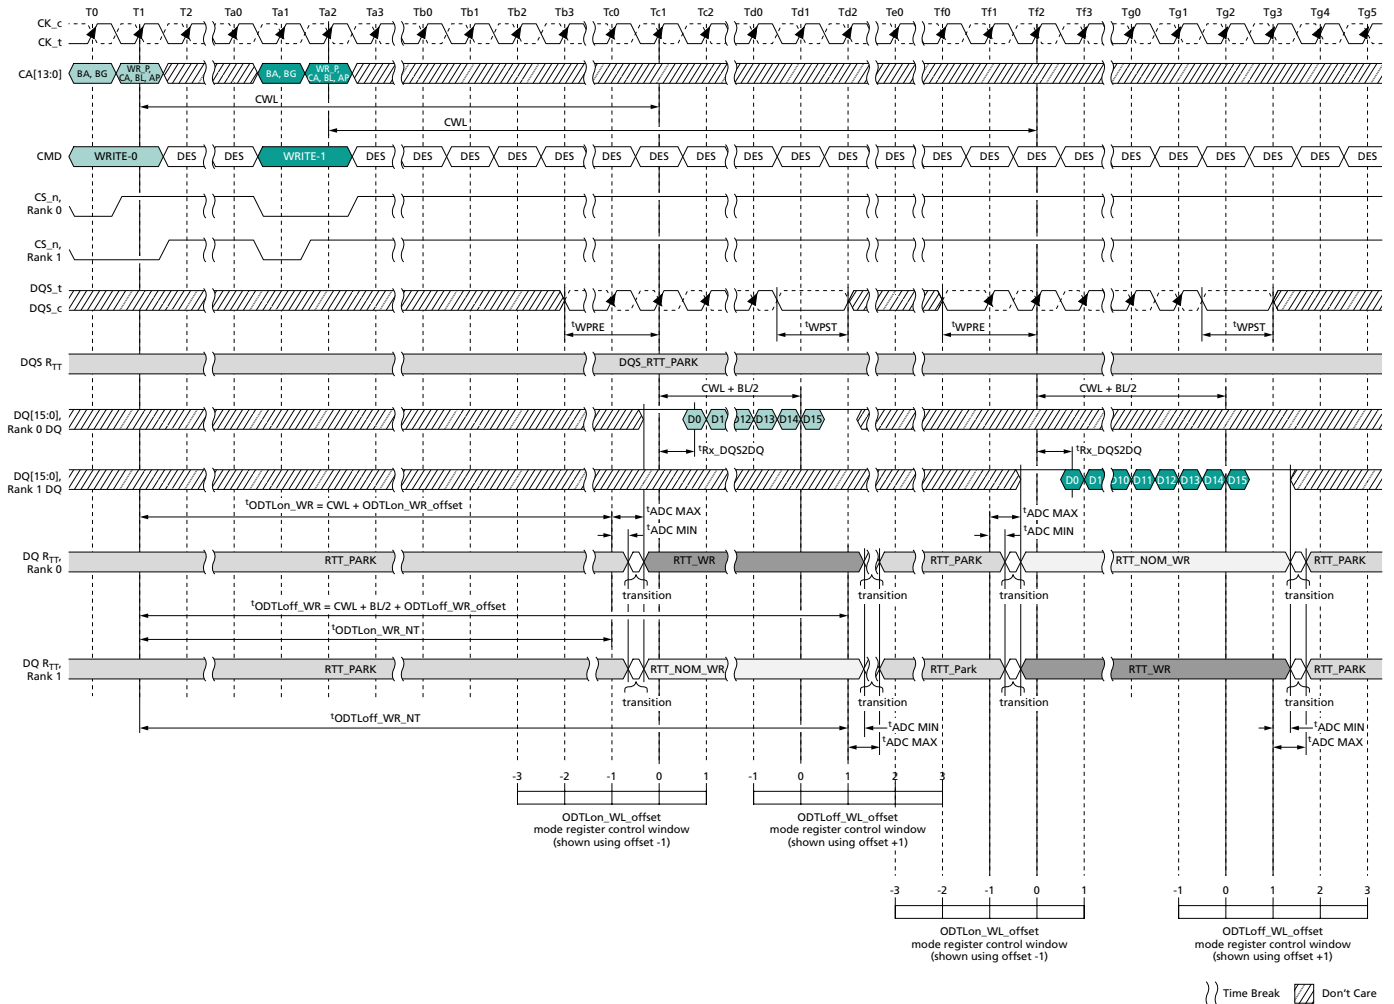 T0 T1 T2 Ta0 Ta1 Ta2 Ta3 Tb0 Tb1 Tb2 Tb3 Tc0 Tc1 Tc2 Td0 Td1 Td2 Te0 Tf0 Tf1 Tf2 Tf3 Tg0 Tg1 Tg2 Tg3 Tg4 Tg5
CK_c
CK_t
CA[13:0]
BA, BG
WR_P,
CA, BL, AP
BA, BG
WR_P,
CA, BL, AP
CWL
CWL
CMD
WRITE-0 DES DES WRITE-1 DES DES DES DES DES DES DES DES DES DES DES DES DES DES DES DES DES DES DES DES DES DES
CS_n,
Rank 0
CS_n,
Rank 1
DQS_t
DQS_c
tWPRE tWPST tWPRE tWPST
DQS RTT
DQS_RTT_PARK
CWL + BL/2 CWL + BL/2
DQ[15:0],
Rank 0 DQ
D0 D1 D12 D13 D14 D15
tRx_DQS2DQ tRx_DQS2DQ
DQ[15:0],
Rank 1 DQ
D0 D1 D10 D11 D12 D13 D14 D15
tODTLon_WR = CWL + ODTLon_WR_offset
tADC MAX tADC MAX
tADC MIN tADC MIN
DQ RTT,
Rank 0
RTT_PARK RTT_WR RTT_PARK RTT_NOM_WR RTT_PARK
transition transition transition transition
tODTLoff_WR = CWL + BL/2 + ODTLoff_WR_offset
tODTLon_WR_NT
DQ RTT,
Rank 1
RTT_PARK RTT_NOM_WR RTT_Park RTT_WR RTT_PARK
transition transition transition transition
tODTLoff_WR_NT
tADC MIN tADC MIN
tADC MAX tADC MAX
-3 -2 -1 0 1 -1 0 1 2 3
ODTLon_WL_offset
mode register control window
(shown using offset -1)
ODTLoff_WL_offset
mode register control window
(shown using offset +1)
-3 -2 -1 0 1 -1 0 1 2 3
ODTLon_WL_offset
mode register control window
(shown using offset -1)
ODTLoff_WL_offset
mode register control window
(shown using offset +1)
Time Break Don't Care